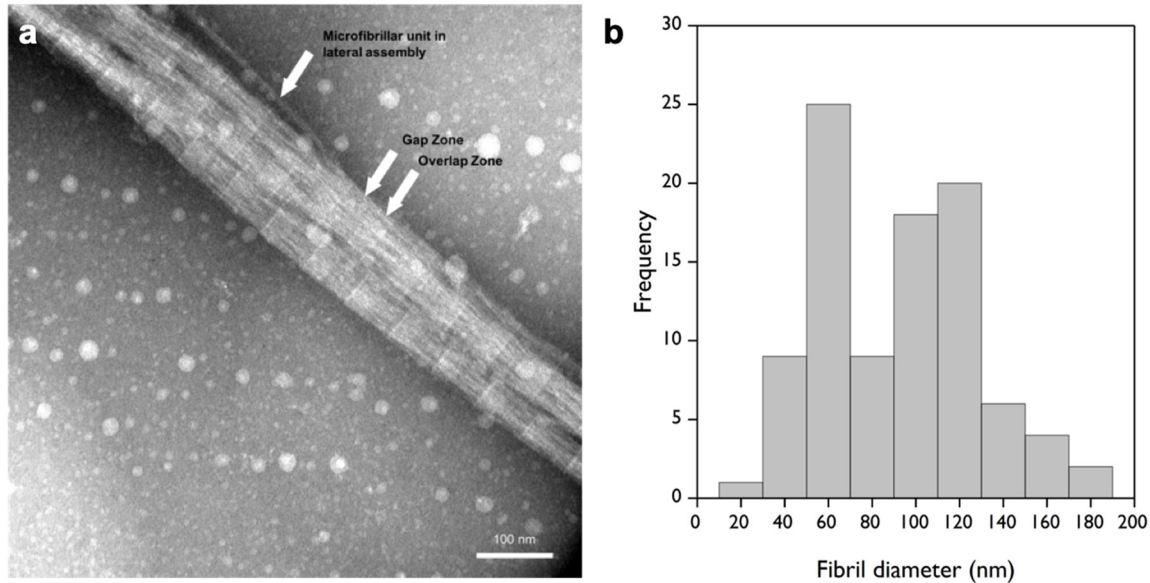 a
Microfibrillar unit in
lateral assembly
Gap Zone
Overlap Zone
100 nm
b
30
25
20
15
10
5
0
Frequency
0 20 40 60 80 100 120 140 160 180 200
Fibril diameter (nm)